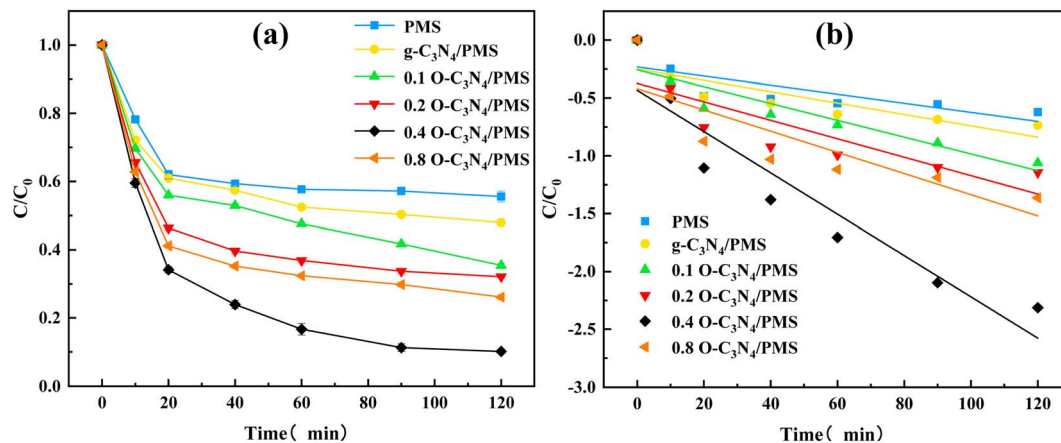 (a)
PMS
g-C₃N₄/PMS
0.1 O-C₃N₄/PMS
0.2 O-C₃N₄/PMS
0.4 O-C₃N₄/PMS
0.8 O-C₃N₄/PMS
C/C₀
1.0
0.8
0.6
0.4
0.2
0.0
0 20 40 60 80 100 120
Time( min)
(b)
C/C₀
0.0
-0.5
-1.0
-1.5
-2.0
-2.5
-3.0
PMS
g-C₃N₄/PMS
0.1 O-C₃N₄/PMS
0.2 O-C₃N₄/PMS
0.4 O-C₃N₄/PMS
0.8 O-C₃N₄/PMS
0 20 40 60 80 100 120
Time( min)